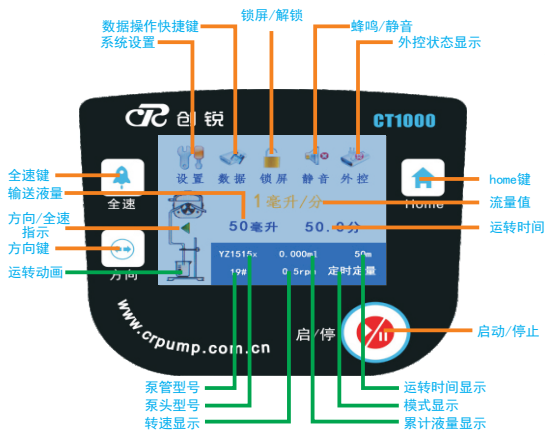 锁屏/解锁
数据操作快捷键
蜂鸣/静音
系统设置
外控状态显示
创锐
CT1000
设置 数据 锁屏 静音 外控
全速键
全速
home键
Home
输送液量
1毫升/分
流量值
方向/全速
指示
50毫升 50.0分
运转时间
方向键
方向
YZ1515x 0.000ml 50m
19# 0.5rpm 定时定量
运转动画
www.crpump.com.cn
启/停
启动/停止
泵管型号
运转时间显示
泵头型号
模式显示
转速显示
累计液量显示